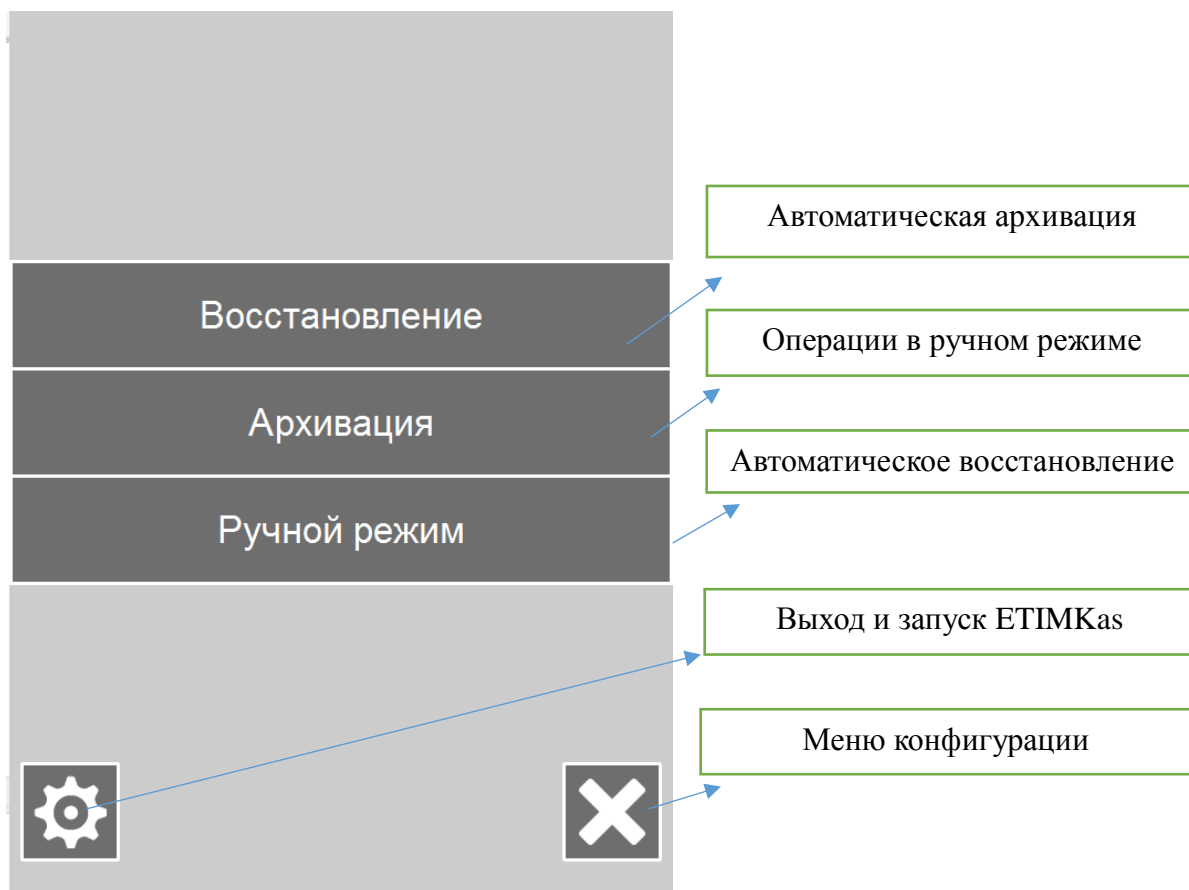 Автоматическая архивация
Восстановление
Операции в ручном режиме
Архивация
Автоматическое восстановление
Ручной режим
Выход и запуск ETIMKas
Меню конфигурации